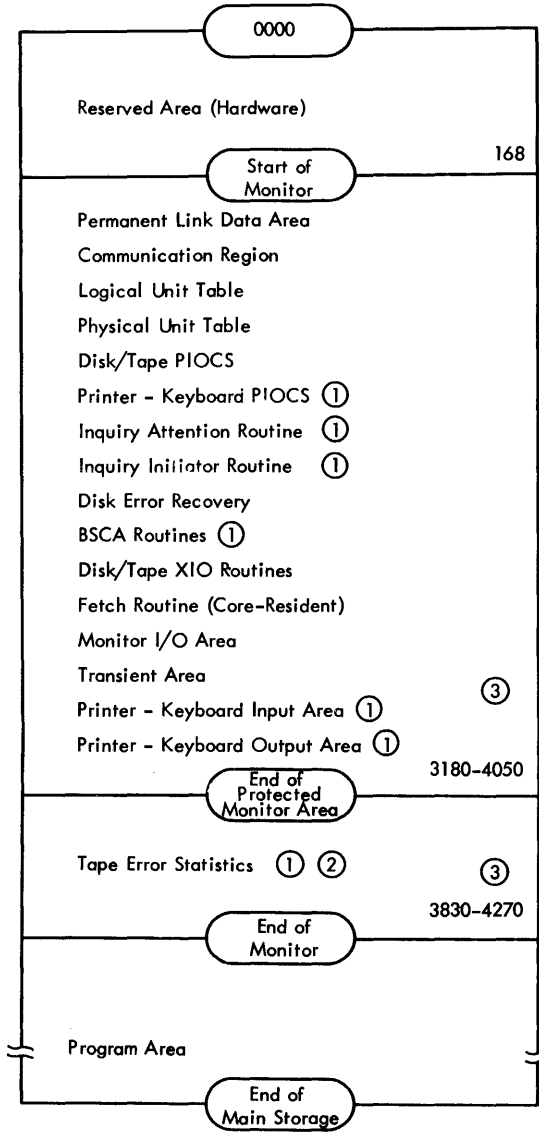 0000
Reserved Area (Hardware)
168
Start of
Monitor
Permanent Link Data Area
Communication Region
Logical Unit Table
Physical Unit Table
Disk/Tape PIOCS
Printer - Keyboard PIOCS ①
Inquiry Attention Routine ①
Inquiry Initiator Routine ①
Disk Error Recovery
BSCA Routines ①
Disk/Tape XIO Routines
Fetch Routine (Core-Resident)
Monitor I/O Area
Transient Area
③
Printer - Keyboard Input Area ①
Printer - Keyboard Output Area ①
3180-4050
End of
Protected
Monitor Area
Tape Error Statistics ① ②
③
3830-4270
End of
Monitor
Program Area
End of
Main Storage